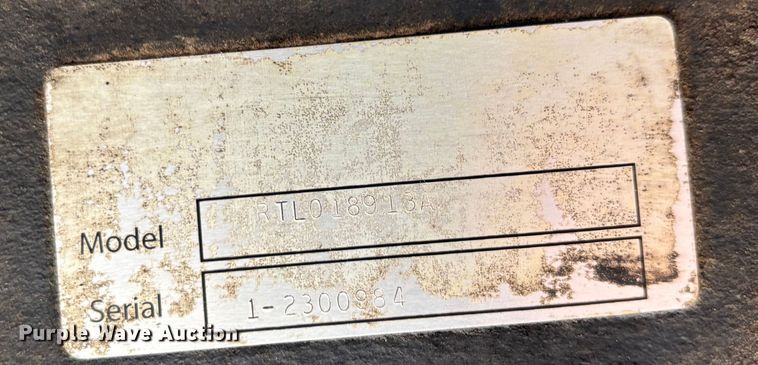 Model RTL018913A
Serial 1-2300984
Purple Wave Auction